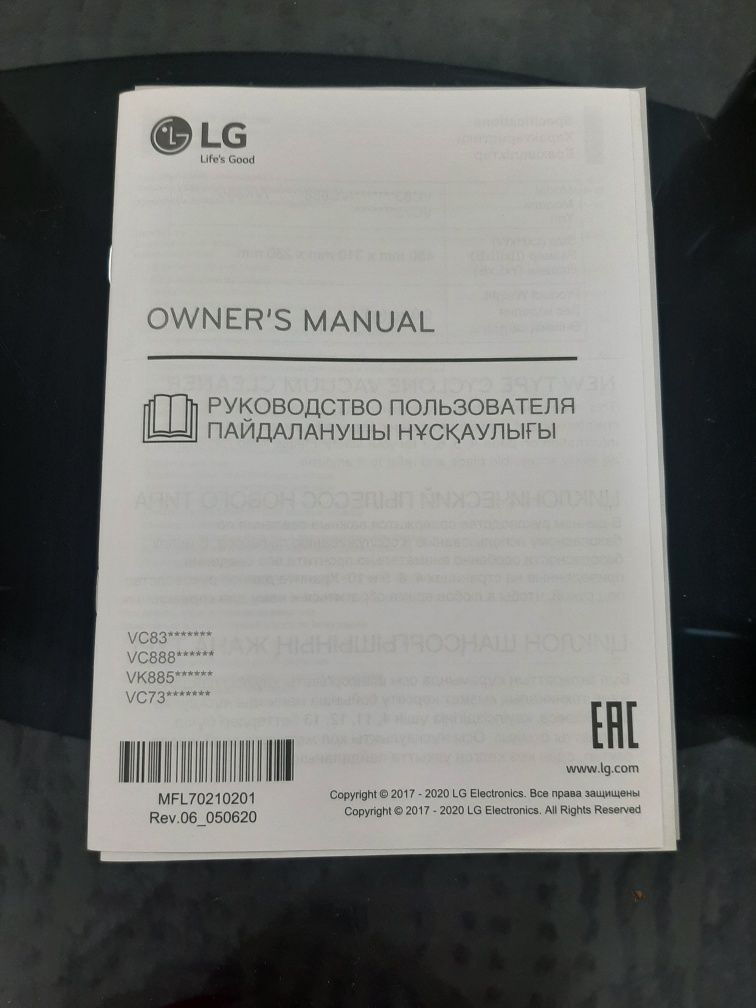 LG
Life's Good
OWNER'S MANUAL
РУКОВОДСТВО ПОЛЬЗОВАТЕЛЯ
ПАЙДАЛАНУШЫ НҰСҚАУЛЫҒЫ
VC83*******
VC888******
VK885******
VC73*******
EAC
www.lg.com
MFL70210201
Rev.06_050620
Copyright © 2017 - 2020 LG Electronics. Все права защищены
Copyright © 2017 - 2020 LG Electronics. All Rights Reserved